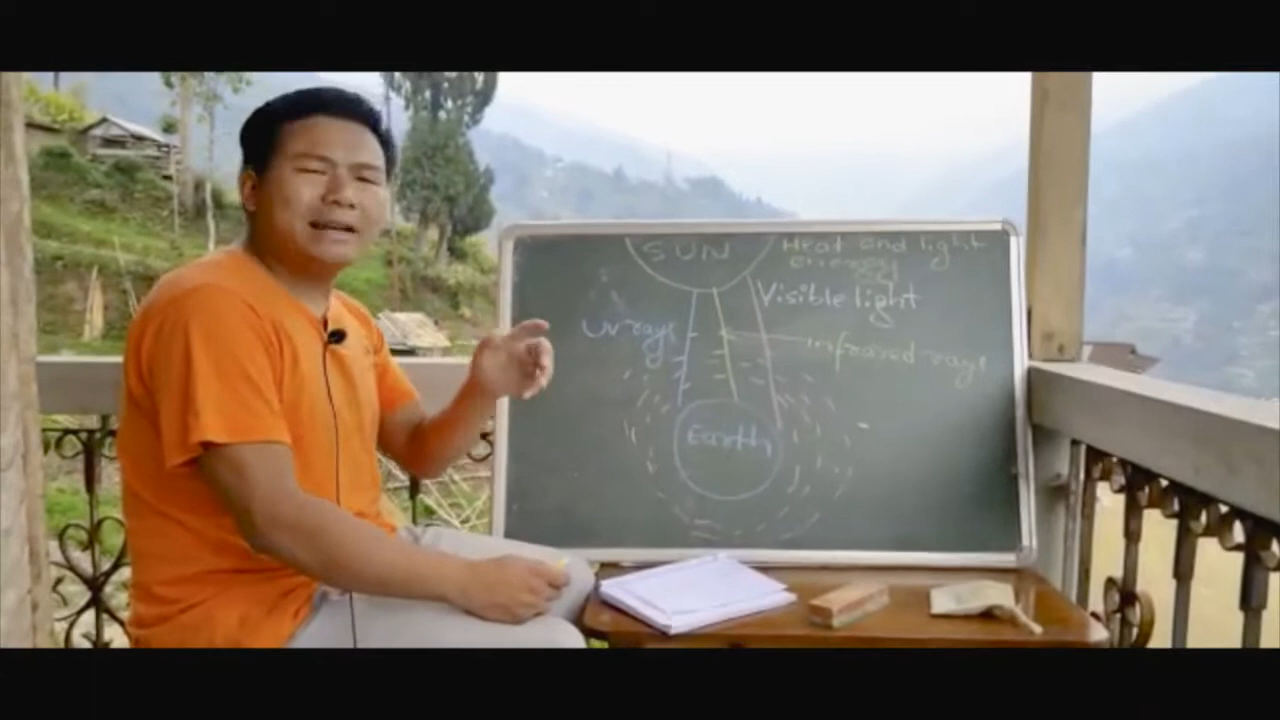 SUN
Heat and light
energy
Visible light
UV rays
infrared rays
Earth